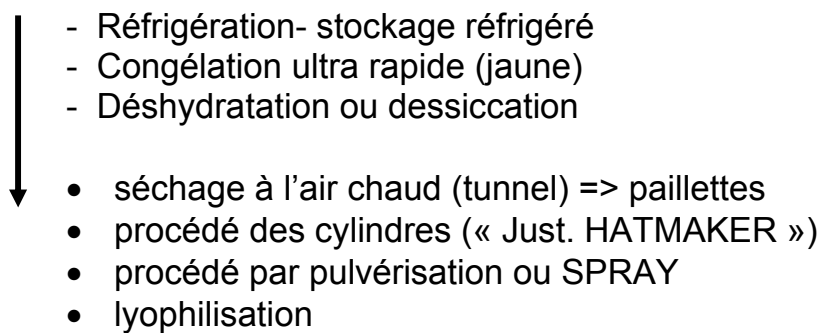 - Réfrigération- stockage réfrigéré
- Congélation ultra rapide (jaune)
- Déshydratation ou dessiccation
• séchage à l’air chaud (tunnel) => paillettes
• procédé des cylindres (« Just. HATMAKER »)
• procédé par pulvérisation ou SPRAY
• lyophilisation